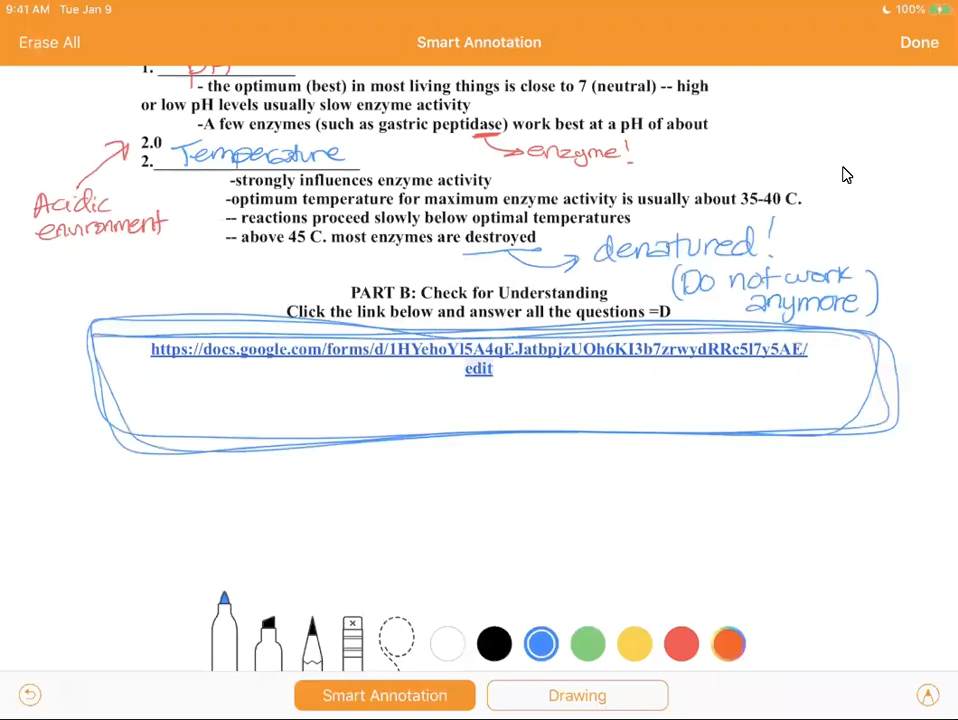 9:41 AM Tue Jan 9
100%
Erase All
Smart Annotation
Done
1. pH
- the optimum (best) in most living things is close to 7 (neutral) -- high
or low pH levels usually slow enzyme activity
-A few enzymes (such as gastric peptidase) work best at a pH of about
2.0
enzyme!
2. Temperature
Acidic
environment
-strongly influences enzyme activity
-optimum temperature for maximum enzyme activity is usually about 35-40 C.
-- reactions proceed slowly below optimal temperatures
-- above 45 C. most enzymes are destroyed
denatured!
(Do not work
anymore)
PART B: Check for Understanding
Click the link below and answer all the questions =D
https://docs.google.com/forms/d/1HYehoYl5A4qEJatbpjzUOh6KI3b7zrwydRRc5l7y5AE/
edit
Smart Annotation
Drawing